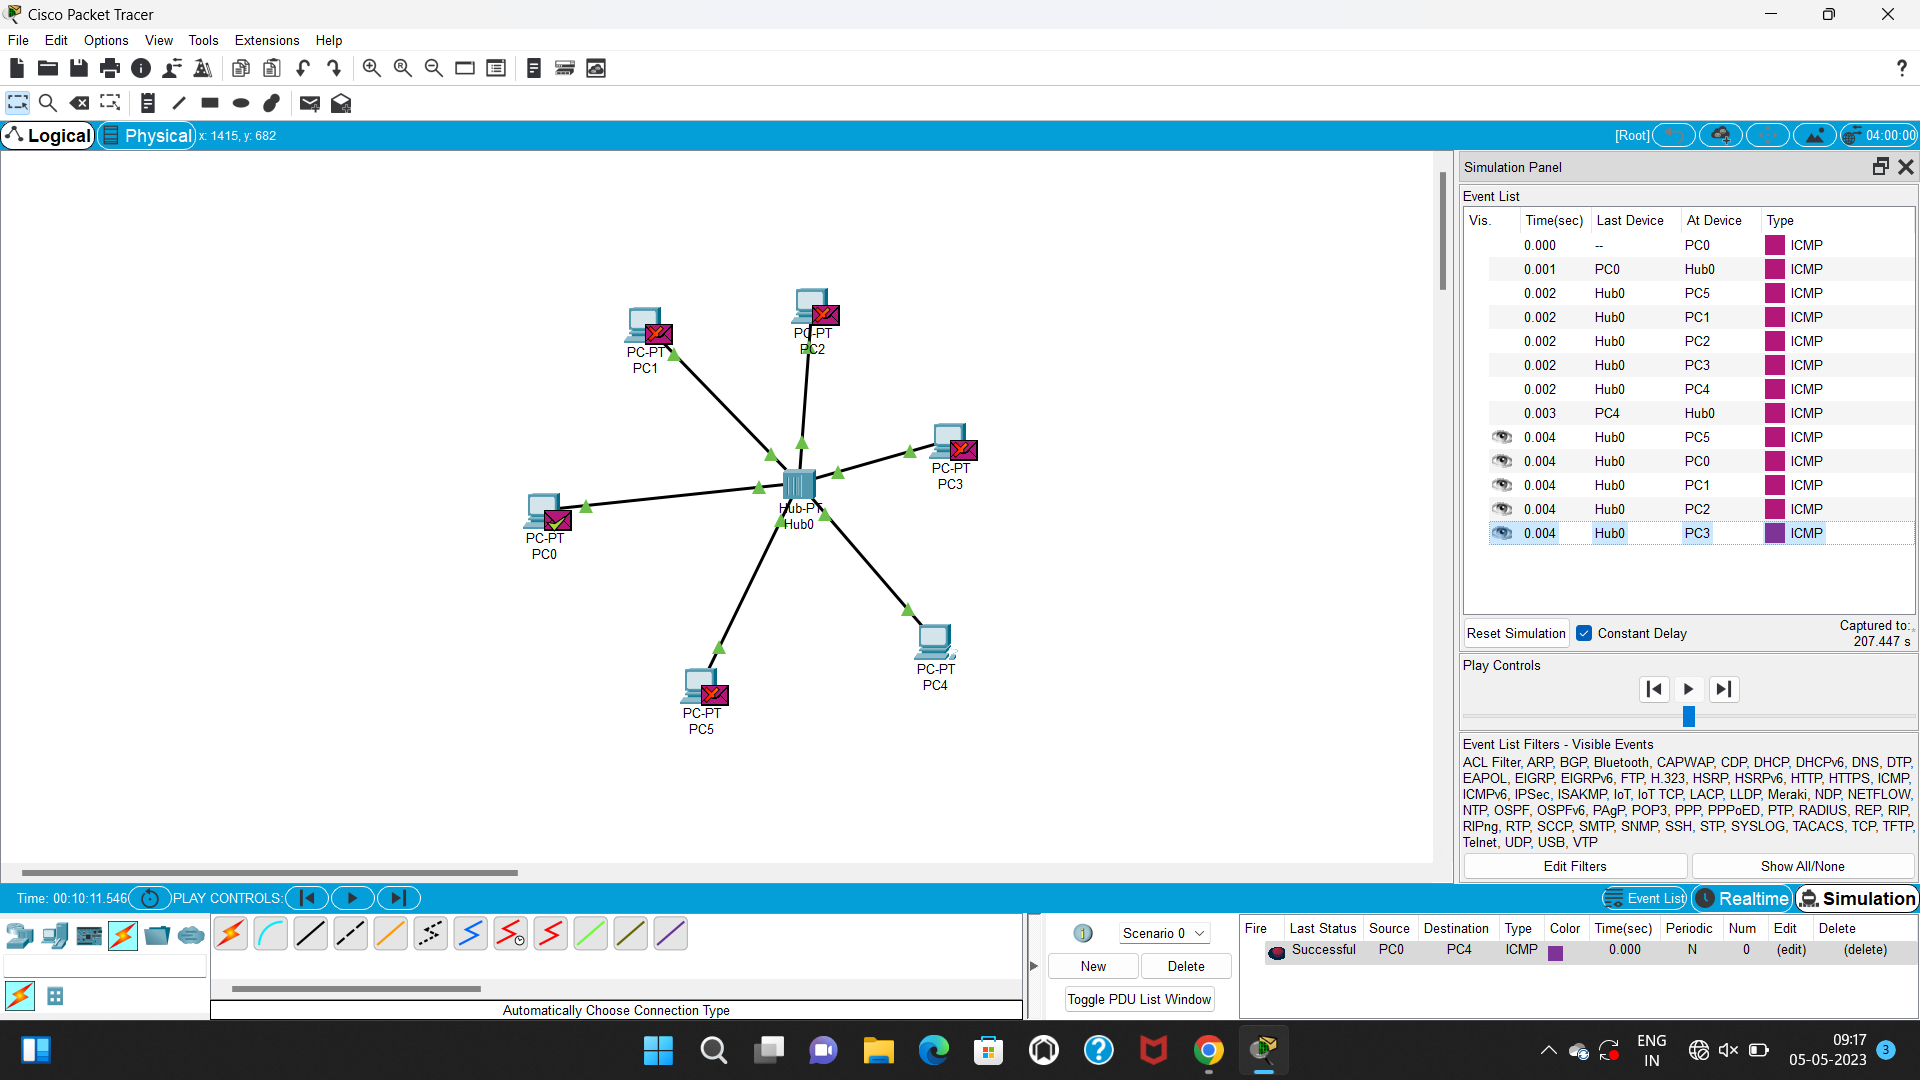 Cisco Packet Tracer
File Edit Options View Tools Extensions Help
?
Logical Physical x: 1415, y: 682 [Root] 04:00:00
Simulation Panel
Event List
Vis. Time(sec) Last Device At Device Type
0.000 -- PC0 ICMP
0.001 PC0 Hub0 ICMP
0.002 Hub0 PC5 ICMP
0.002 Hub0 PC1 ICMP
0.002 Hub0 PC2 ICMP
0.002 Hub0 PC3 ICMP
0.002 Hub0 PC4 ICMP
0.003 PC4 Hub0 ICMP
0.004 Hub0 PC5 ICMP
0.004 Hub0 PC0 ICMP
0.004 Hub0 PC1 ICMP
0.004 Hub0 PC2 ICMP
0.004 Hub0 PC3 ICMP
PC-PT
PC1
PC-PT
PC2
PC-PT
PC3
Hub-PT
Hub0
PC-PT
PC0
PC-PT
PC4
PC-PT
PC5
Reset Simulation Constant Delay Captured to:
207.447 s
Play Controls
Event List Filters - Visible Events
ACL Filter, ARP, BGP, Bluetooth, CAPWAP, CDP, DHCP, DHCPv6, DNS, DTP,
EAPOL, EIGRP, EIGRPv6, FTP, H.323, HSRP, HSRPv6, HTTP, HTTPS, ICMP,
ICMPv6, IPSec, ISAKMP, IoT, IoT TCP, LACP, LLDP, Meraki, NDP, NETFLOW,
NTP, OSPF, OSPFv6, PAgP, POP3, PPP, PPPoED, PTP, RADIUS, REP, RIP,
RIPng, RTP, SCCP, SMTP, SNMP, SSH, STP, SYSLOG, TACACS, TCP, TFTP,
Telnet, UDP, USB, VTP
Edit Filters Show All/None
Time: 00:10:11.546 PLAY CONTROLS: Event List Realtime Simulation
Scenario 0
New Delete
Toggle PDU List Window
Fire Last Status Source Destination Type Color Time(sec) Periodic Num Edit Delete
Successful PC0 PC4 ICMP 0.000 N 0 (edit) (delete)
Automatically Choose Connection Type
ENG
IN
09:17
05-05-2023
3